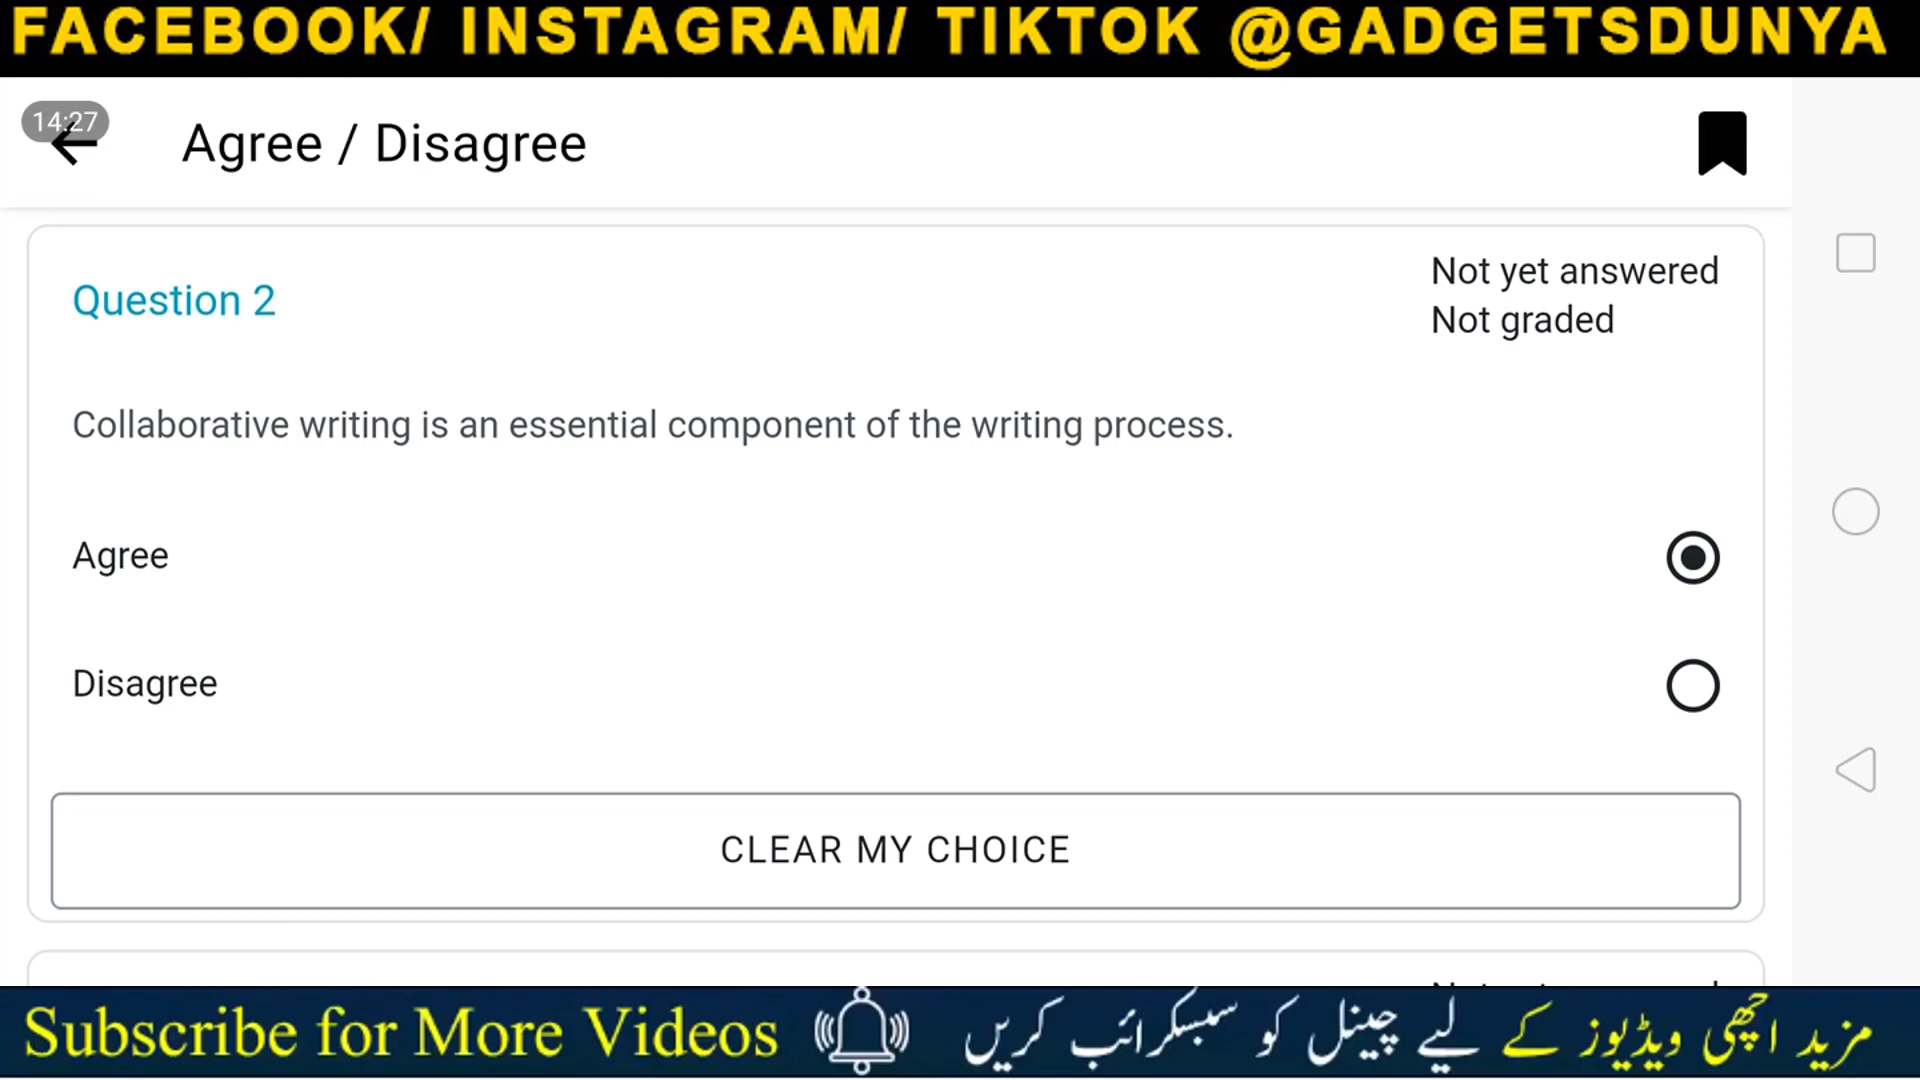 FACEBOOK/ INSTAGRAM/ TIKTOK @GADGETSDUNYA
14:27
Agree / Disagree
Question 2
Not yet answered
Not graded
Collaborative writing is an essential component of the writing process.
Agree
Disagree
CLEAR MY CHOICE
Subscribe for More Videos
مزید اچھی ویڈیوز کے لیے چینل کو سبسکرائب کریں